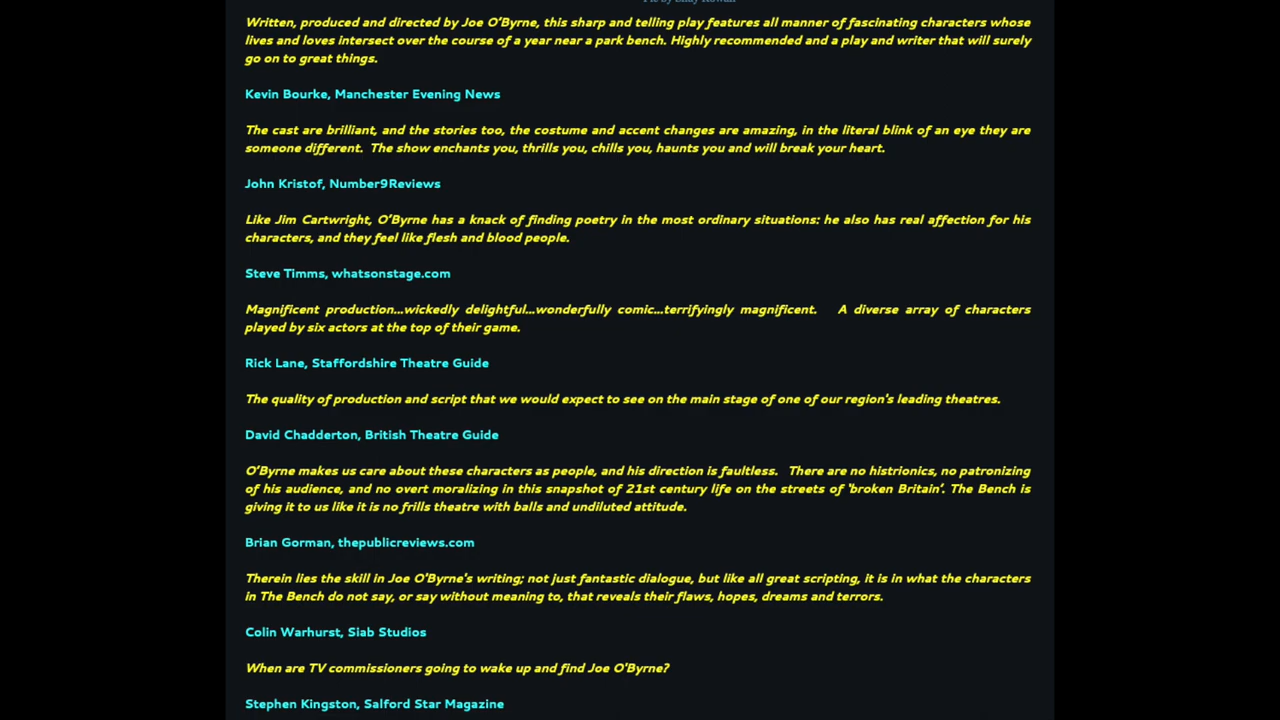 Written, produced and directed by Joe O'Byrne, this sharp and telling play features all manner of fascinating characters whose
lives and loves intersect over the course of a year near a park bench. Highly recommended and a play and writer that will surely
go on to great things.
Kevin Bourke, Manchester Evening News
The cast are brilliant, and the stories too, the costume and accent changes are amazing, in the literal blink of an eye they are
someone different. The show enchants you, thrills you, chills you, haunts you and will break your heart.
John Kristof, Number9Reviews
Like Jim Cartwright, O'Byrne has a knack of finding poetry in the most ordinary situations: he also has real affection for his
characters, and they feel like flesh and blood people.
Steve Timms, whatsonstage.com
Magnificent production...wickedly delightful...wonderfully comic...terrifyingly magnificent. A diverse array of characters
played by six actors at the top of their game.
Rick Lane, Staffordshire Theatre Guide
The quality of production and script that we would expect to see on the main stage of one of our region's leading theatres.
David Chadderton, British Theatre Guide
O'Byrne makes us care about these characters as people, and his direction is faultless. There are no histrionics, no patronizing
of his audience, and no overt moralizing in this snapshot of 21st century life on the streets of 'broken Britain'. The Bench is
giving it to us like it is no frills theatre with balls and undiluted attitude.
Brian Gorman, thepublicreviews.com
Therein lies the skill in Joe O'Byrne's writing; not just fantastic dialogue, but like all great scripting, it is in what the characters
in The Bench do not say, or say without meaning to, that reveals their flaws, hopes, dreams and terrors.
Colin Warhurst, Siab Studios
When are TV commissioners going to wake up and find Joe O'Byrne?
Stephen Kingston, Salford Star Magazine